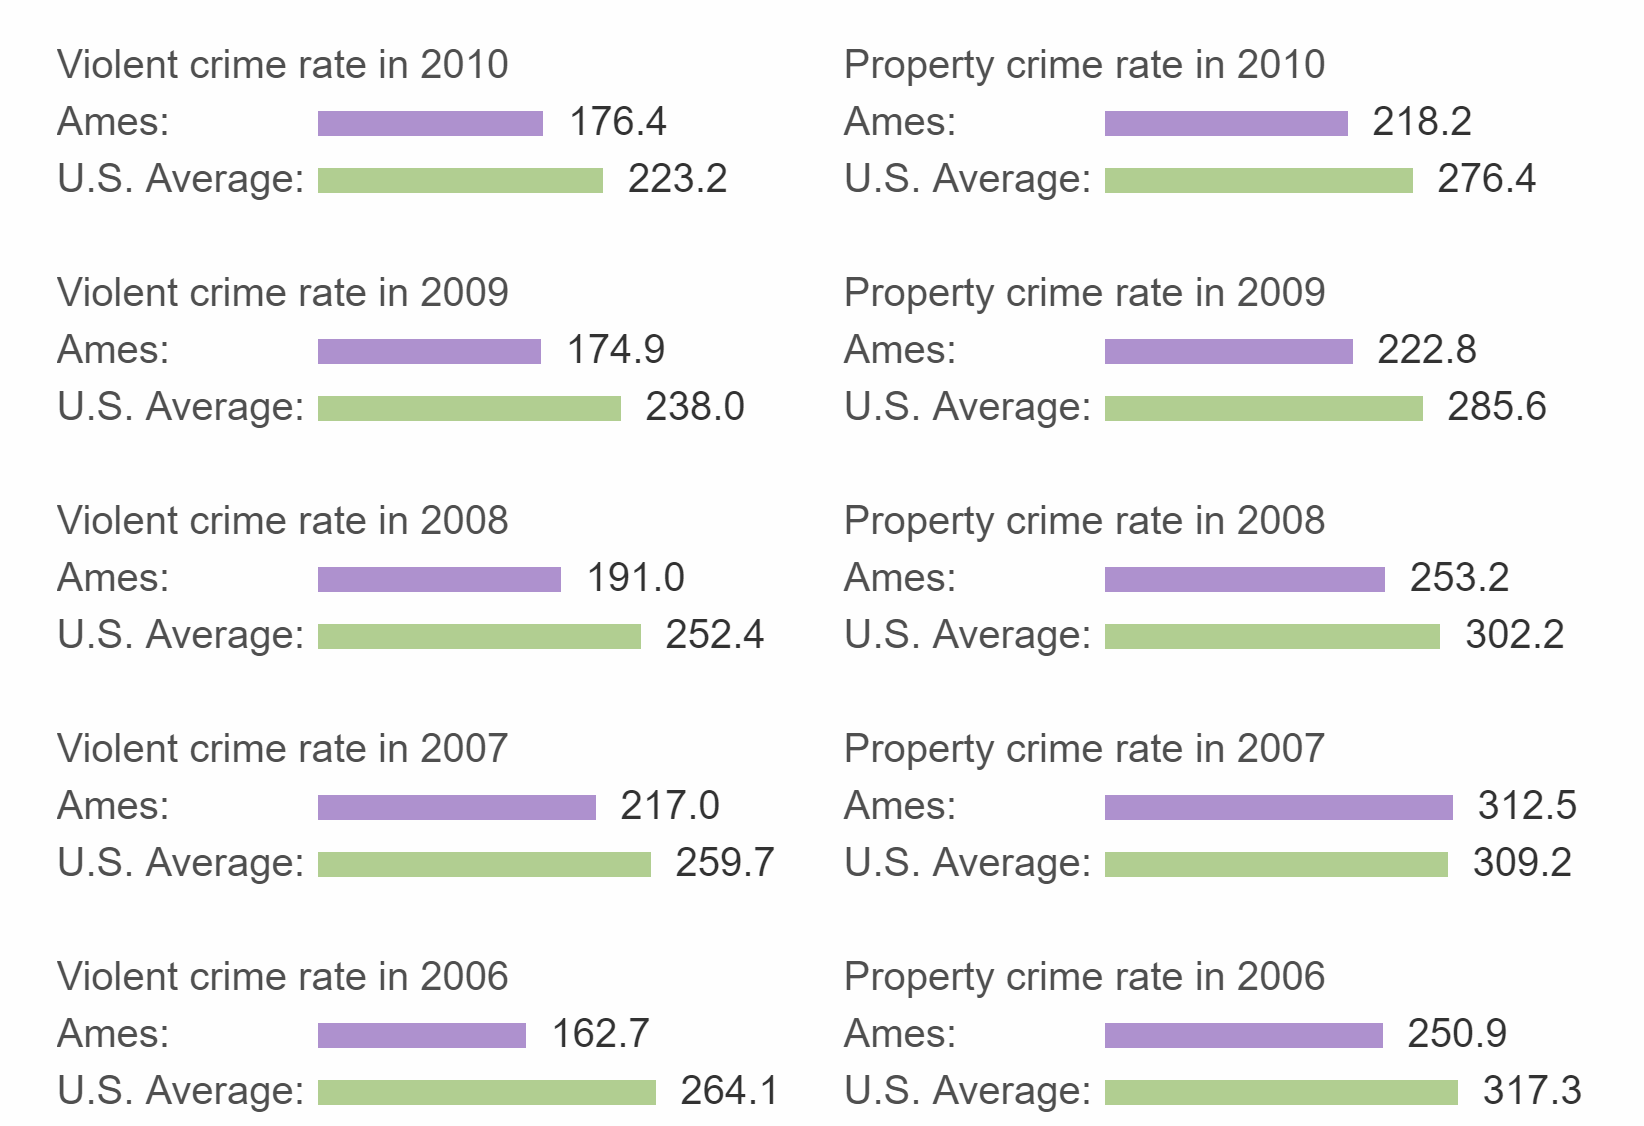 Violent crime rate in 2010
Ames: 176.4
U.S. Average: 223.2
Property crime rate in 2010
Ames: 218.2
U.S. Average: 276.4
Violent crime rate in 2009
Ames: 174.9
U.S. Average: 238.0
Property crime rate in 2009
Ames: 222.8
U.S. Average: 285.6
Violent crime rate in 2008
Ames: 191.0
U.S. Average: 252.4
Property crime rate in 2008
Ames: 253.2
U.S. Average: 302.2
Violent crime rate in 2007
Ames: 217.0
U.S. Average: 259.7
Property crime rate in 2007
Ames: 312.5
U.S. Average: 309.2
Violent crime rate in 2006
Ames: 162.7
U.S. Average: 264.1
Property crime rate in 2006
Ames: 250.9
U.S. Average: 317.3